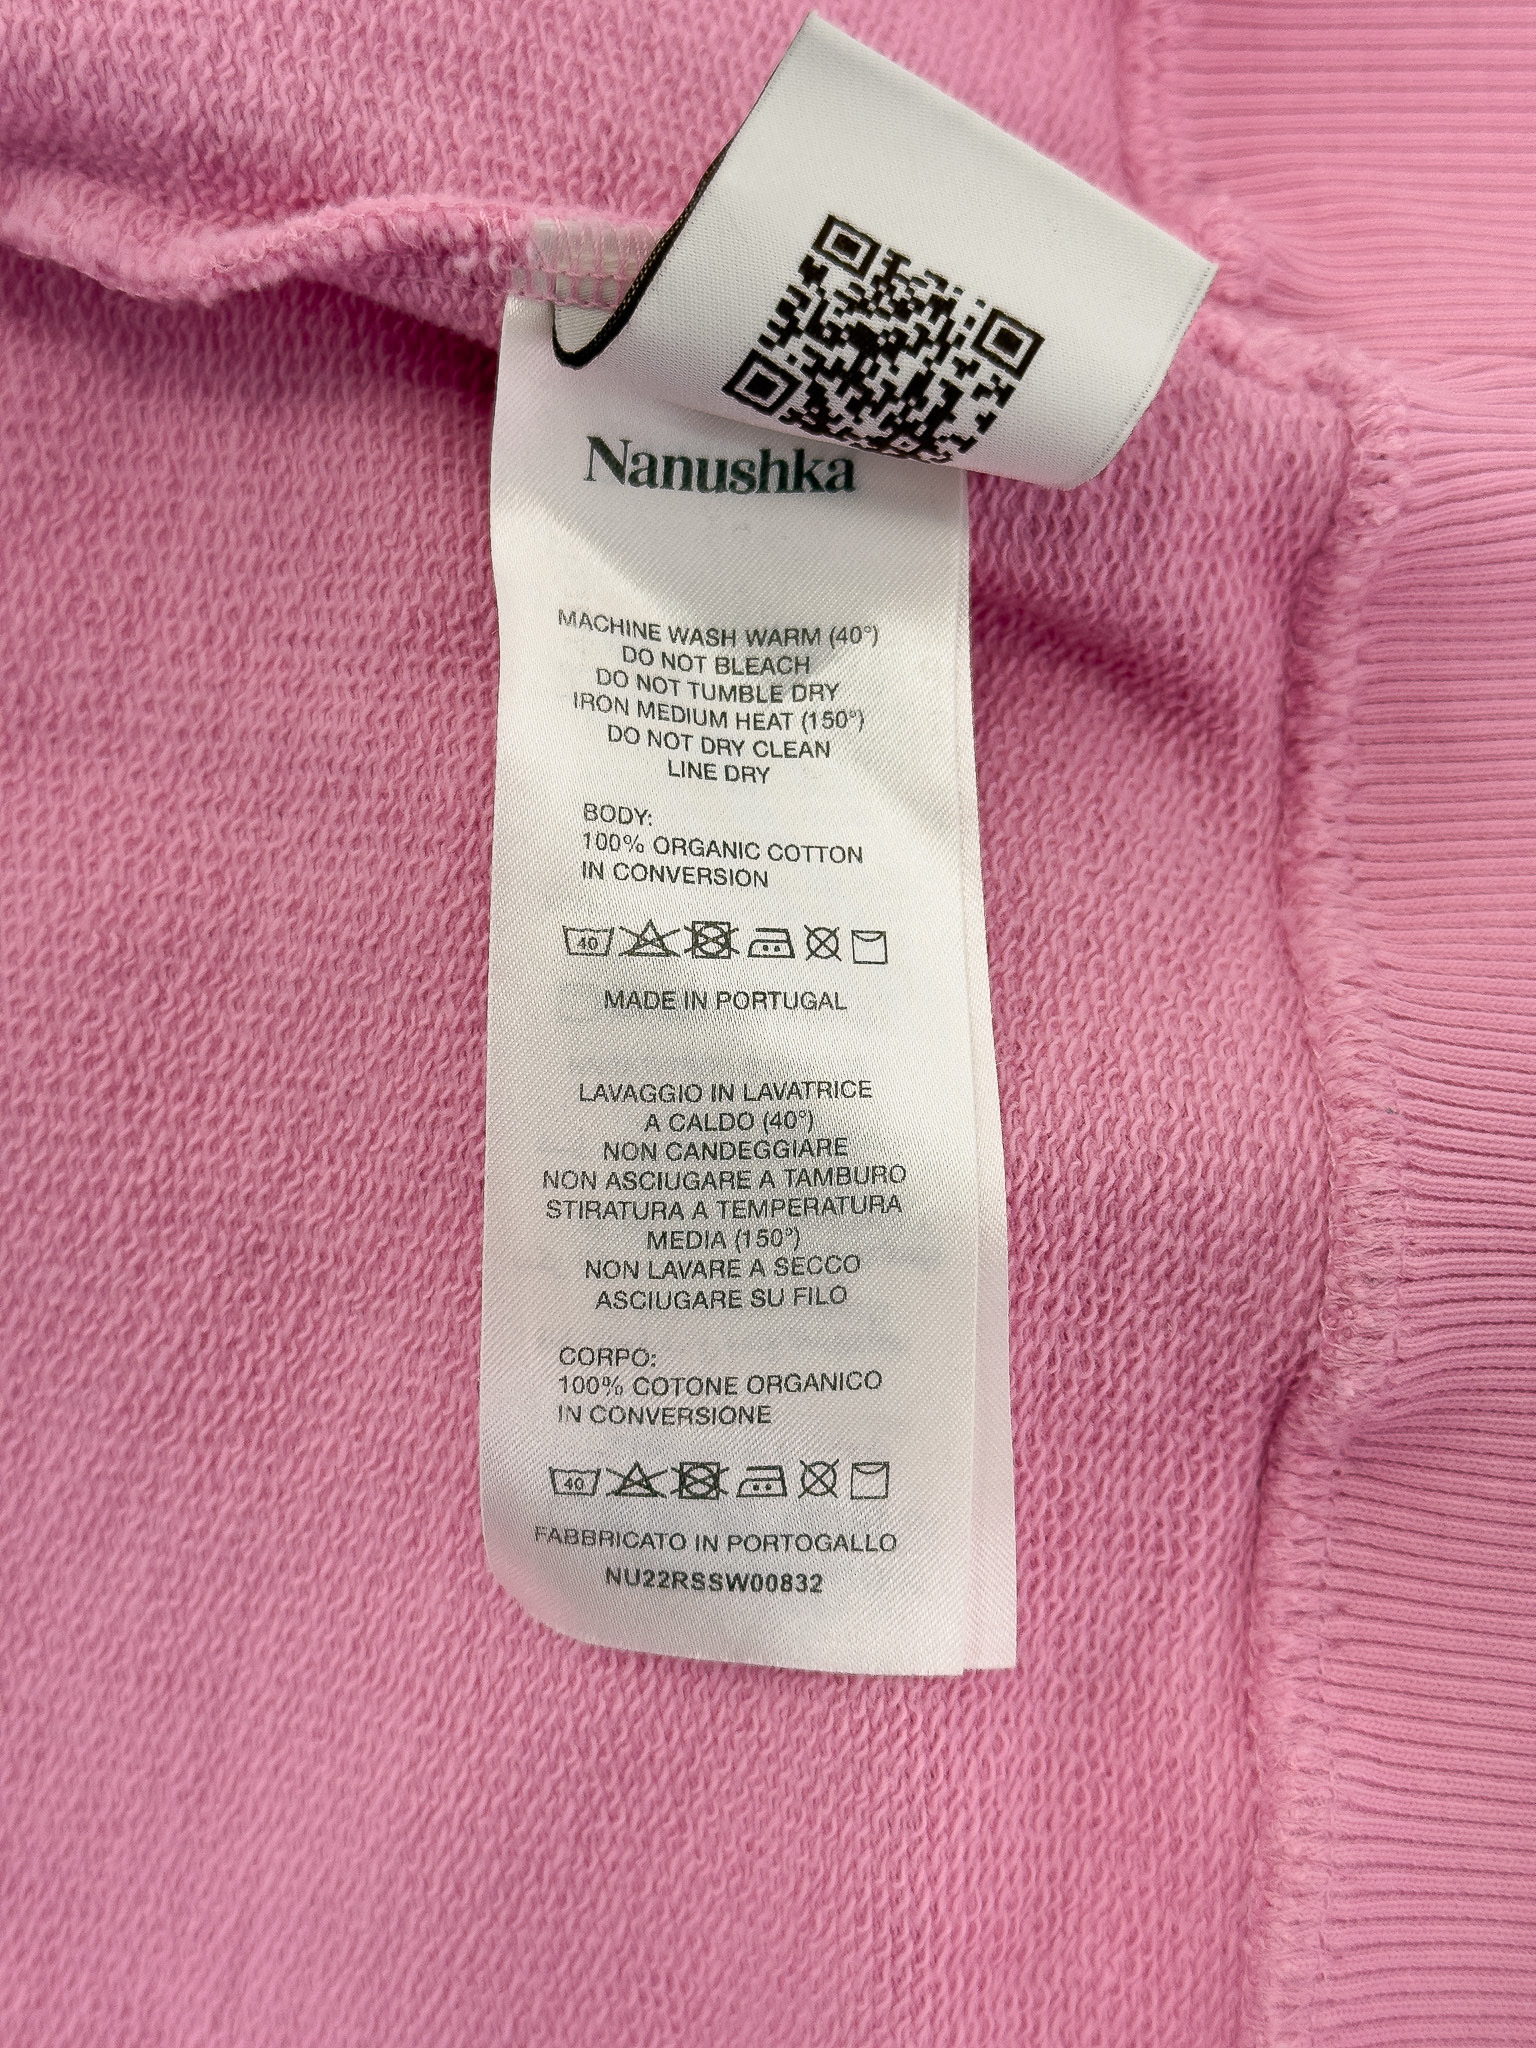 Nanushka
MACHINE WASH WARM (40°)
DO NOT BLEACH
DO NOT TUMBLE DRY
IRON MEDIUM HEAT (150°)
DO NOT DRY CLEAN
LINE DRY
BODY:
100% ORGANIC COTTON
IN CONVERSION
40
MADE IN PORTUGAL
LAVAGGIO IN LAVATRICE
A CALDO (40°)
NON CANDEGGIARE
NON ASCIUGARE A TAMBURO
STIRATURA A TEMPERATURA
MEDIA (150°)
NON LAVARE A SECCO
ASCIUGARE SU FILO
CORPO:
100% COTONE ORGANICO
IN CONVERSIONE
40
FABBRICATO IN PORTOGALLO
NU22RSSW00832